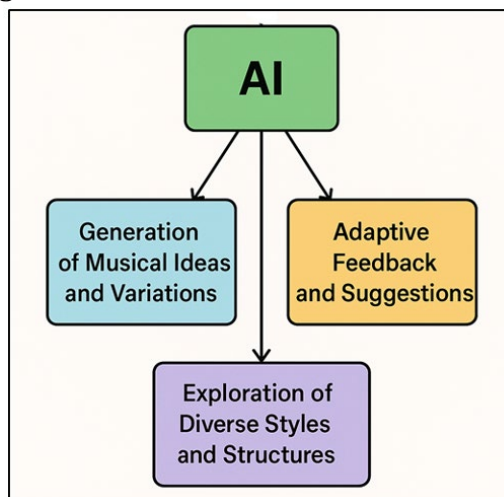 AI
Generation
of Musical Ideas
and Variations
Adaptive
Feedback
and Suggestions
Exploration of
Diverse Styles
and Structures